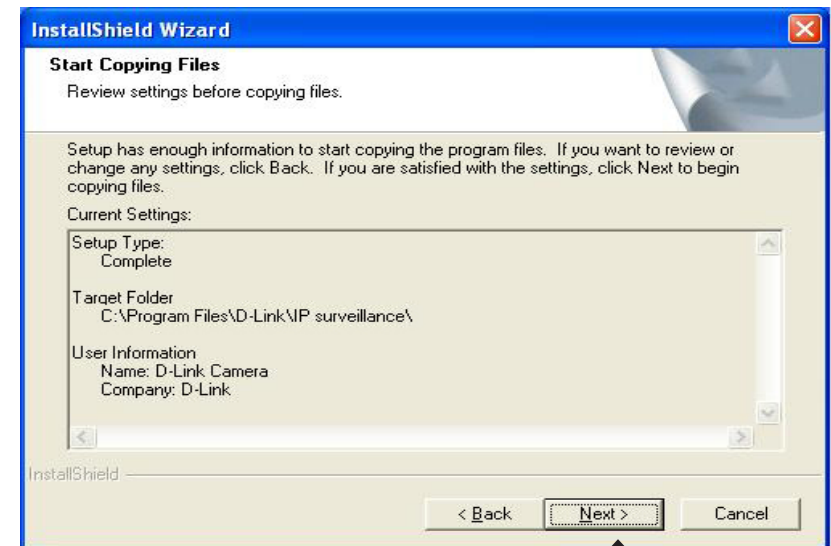 InstallShield Wizard
Start Copying Files
Review settings before copying files.
Setup has enough information to start copying the program files.  If you want to review or
change any settings, click Back.  If you are satisfied with the settings, click Next to begin
copying files.
Current Settings:
Setup Type:
Complete
Target Folder
C:\Program Files\D-Link\IP surveillance\
User Information
Name: D-Link Camera
Company: D-Link
InstallShield
< Back
Next >
Cancel